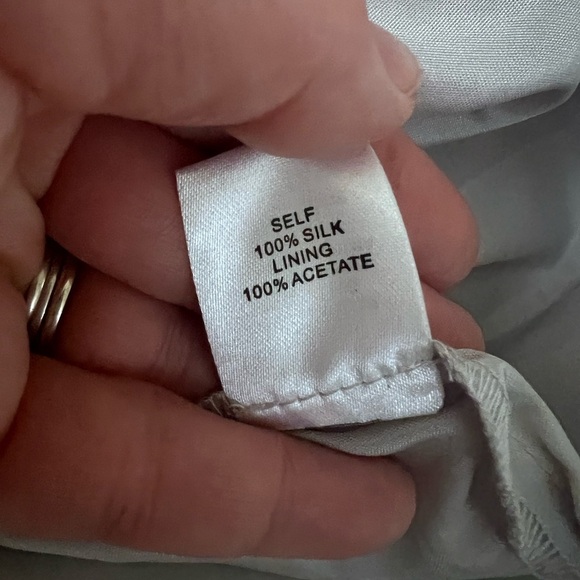 SELF
100% SILK
LINING
100% ACETATE